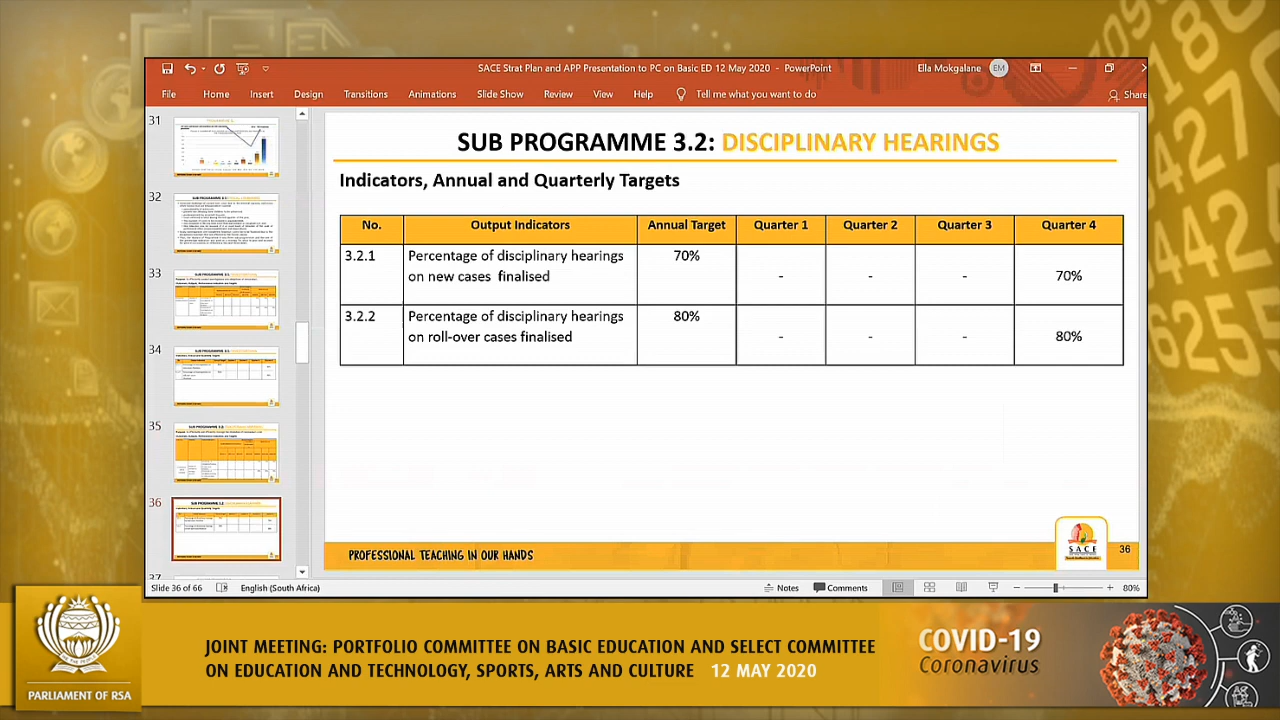 SACE Strat Plan and APP Presentation to PC on Basic ED 12 May 2020 - PowerPoint
Ella Mokgalane EM
File Home Insert Design Transitions Animations Slide Show Review View Help Tell me what you want to do Share
31
32
33
34
35
36
37
SUB PROGRAMME 3.2: DISCIPLINARY HEARINGS
Indicators, Annual and Quarterly Targets
No. Output Indicators Annual Target Quarter 1 Quarter 2 Quarter 3 Quarter 4
3.2.1 Percentage of disciplinary hearings 70%
on new cases finalised - - - 70%
3.2.2 Percentage of disciplinary hearings 80%
on roll-over cases finalised - - - 80%
PROFESSIONAL TEACHING IN OUR HANDS
SACE
36
Slide 36 of 66 English (South Africa) Notes Comments 80%
PARLIAMENT OF RSA
JOINT MEETING: PORTFOLIO COMMITTEE ON BASIC EDUCATION AND SELECT COMMITTEE
ON EDUCATION AND TECHNOLOGY, SPORTS, ARTS AND CULTURE 12 MAY 2020
COVID-19
Coronavirus